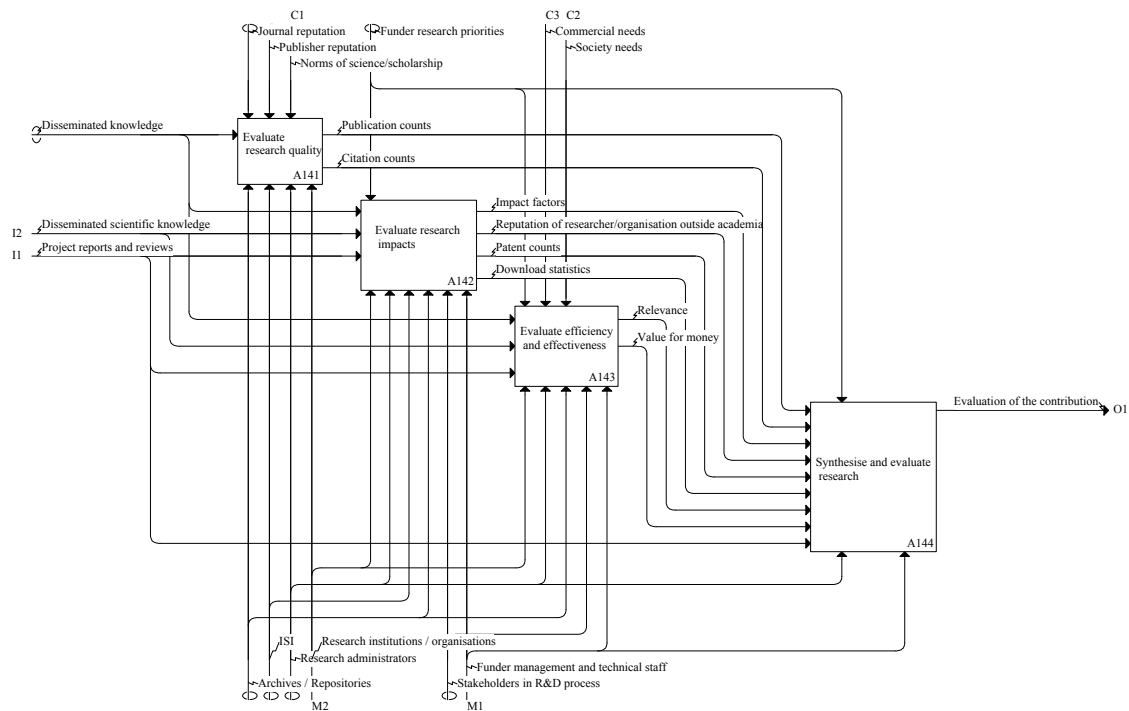 C1
C3 C2
Journal reputation
Funder research priorities
Commercial needs
Publisher reputation
Society needs
Norms of science/scholarship
Disseminated knowledge
Publication counts
Evaluate
research quality
A141
Citation counts
Impact factors
I2
Disseminated scientific knowledge
Evaluate research
impacts
A142
Reputation of researcher/organisation outside academia
I1
Project reports and reviews
Patent counts
Download statistics
Relevance
Evaluate efficiency
and effectiveness
A143
Value for money
Evaluation of the contribution
O1
Synthesise and evaluate
research
A144
ISI
Research institutions / organisations
Research administrators
Funder management and technical staff
Archives / Repositories
Stakeholders in R&D process
M2
M1